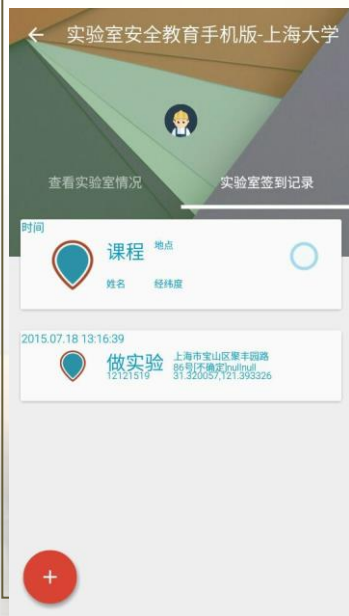 实验室安全教育手机版-上海大学
查看实验室情况
实验室签到记录
时间
课程 地点
姓名 经纬度
2015.07.18 13:16:39
做实验 上海市宝山区聚丰园路
86号[不确定]nullnull
12121519 31.320057,121.393326